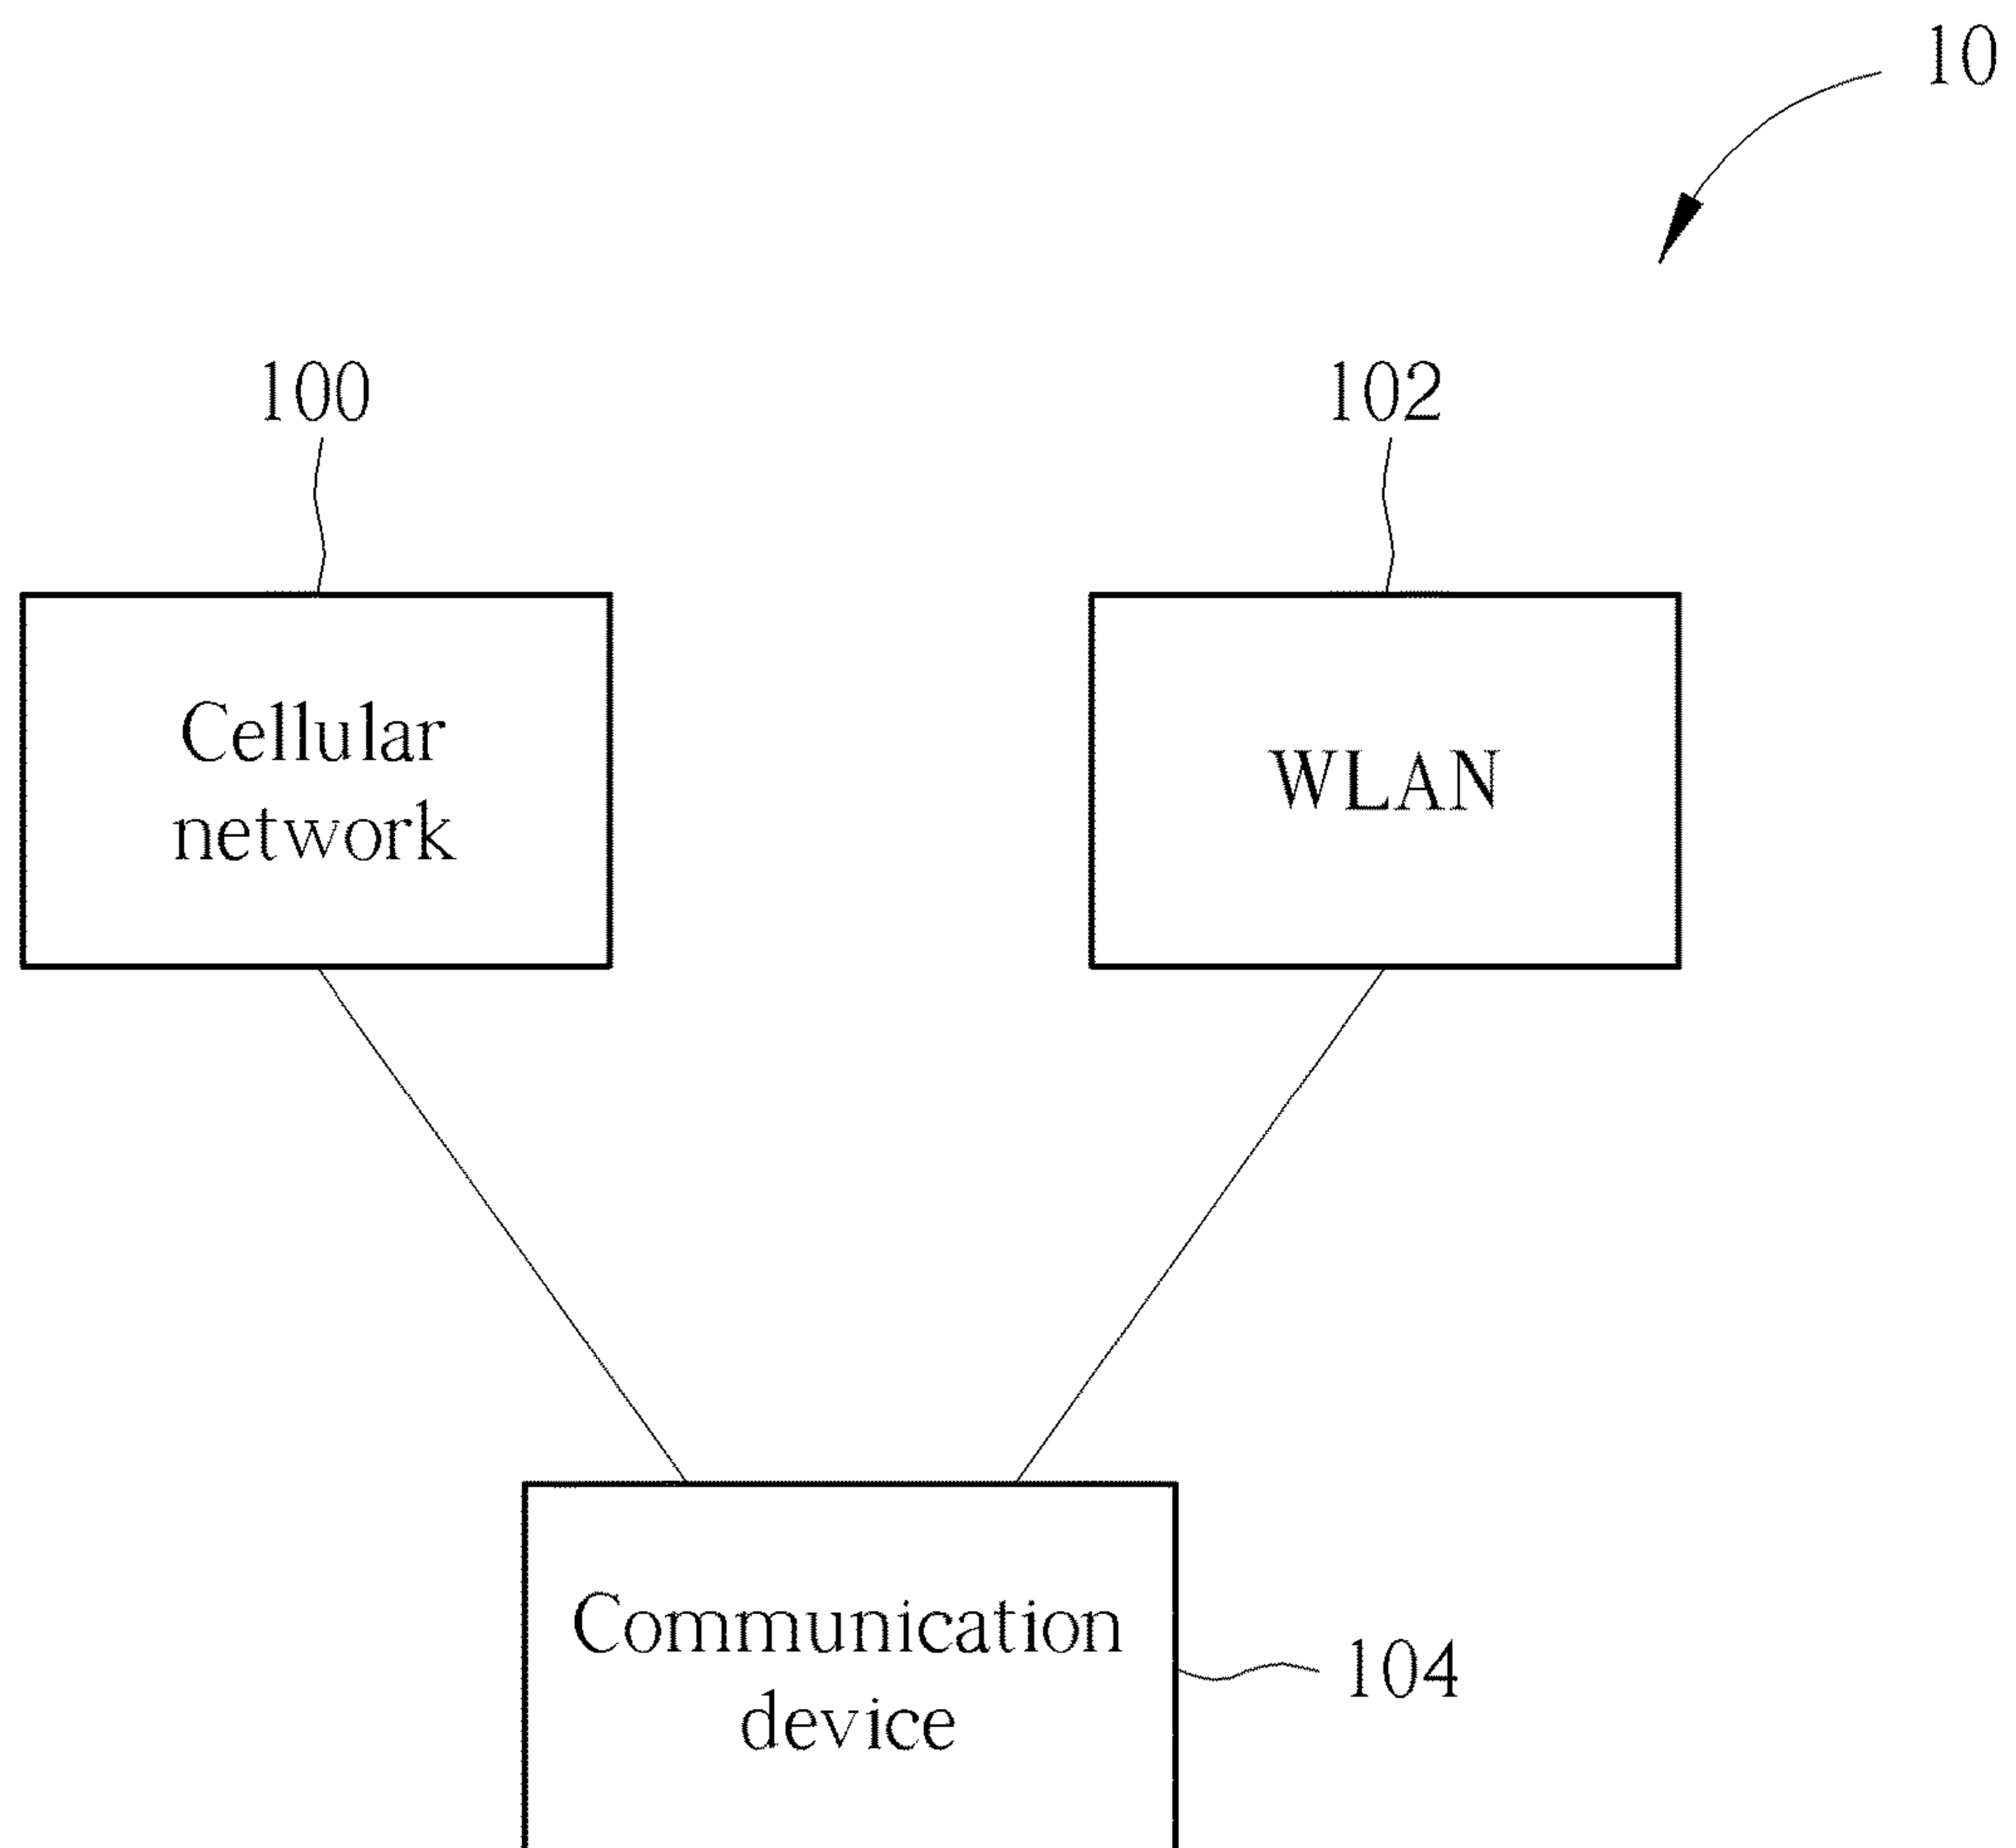 10
100
102
Cellular
network
WLAN
Communication
device
104